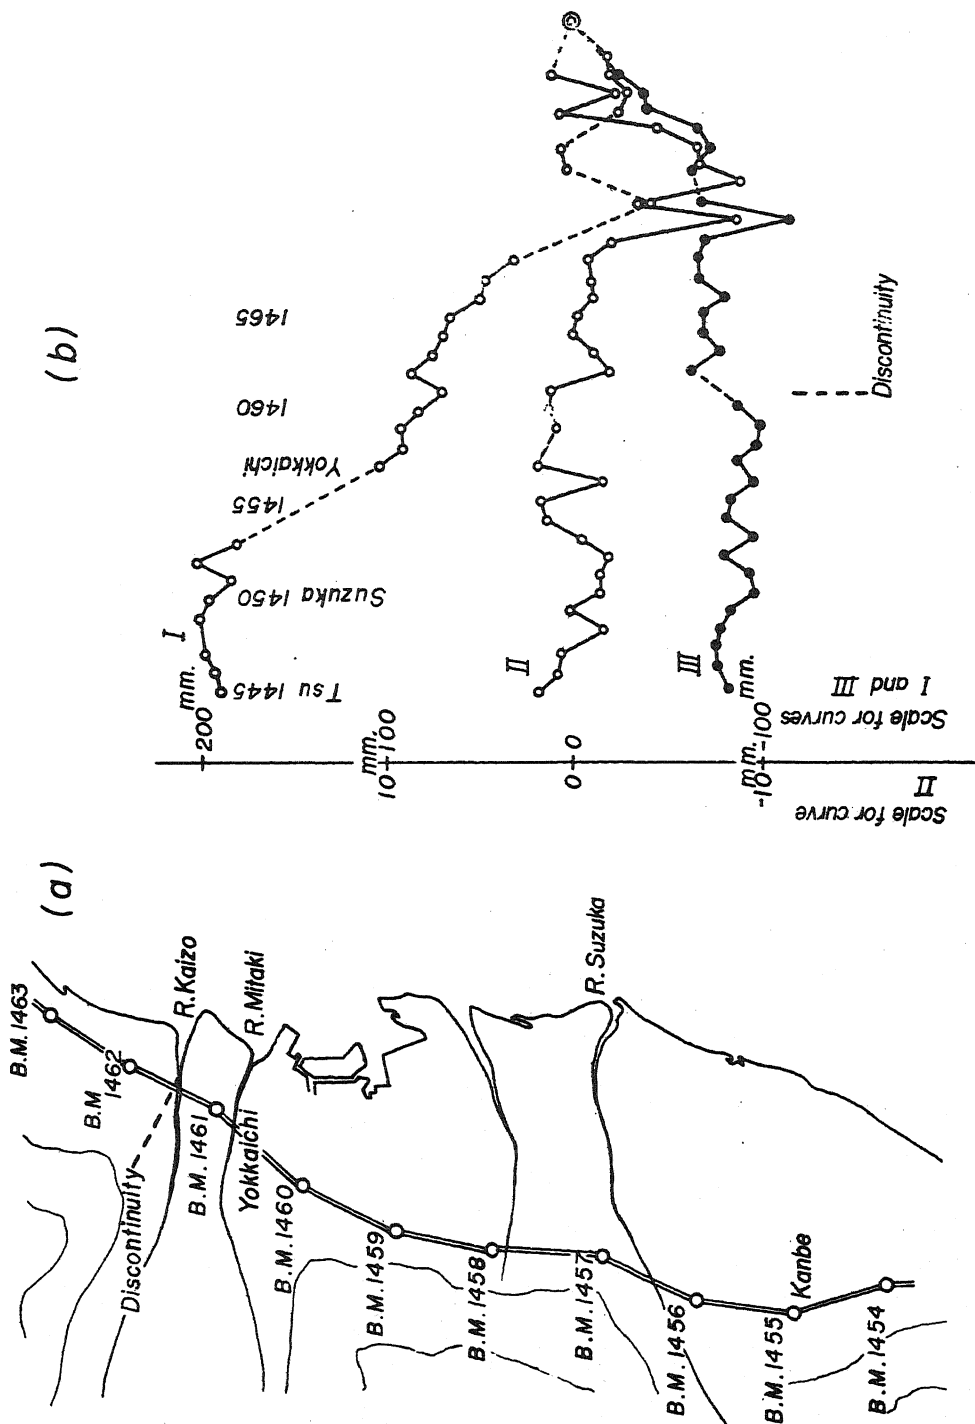 (a)
B.M.1463
B.M
1462
R.Kaizo
Discontinuity
B.M.1461
R.Mitaki
Yokkaichi
B.M.1460
B.M.1459
B.M.1458
B.M.1457
R.Suzuka
B.M.1456
B.M.1455
Kanbe
B.M.1454
(b)
Scale for curve
II
Scale for curves
I and III
mm.
200
mm.
10
100
0
0
mm.
-10
-100
I
II
III
Tsu 1445
Suzuka 1450
1455
Yokkaichi
1460
1465
Discontinuity